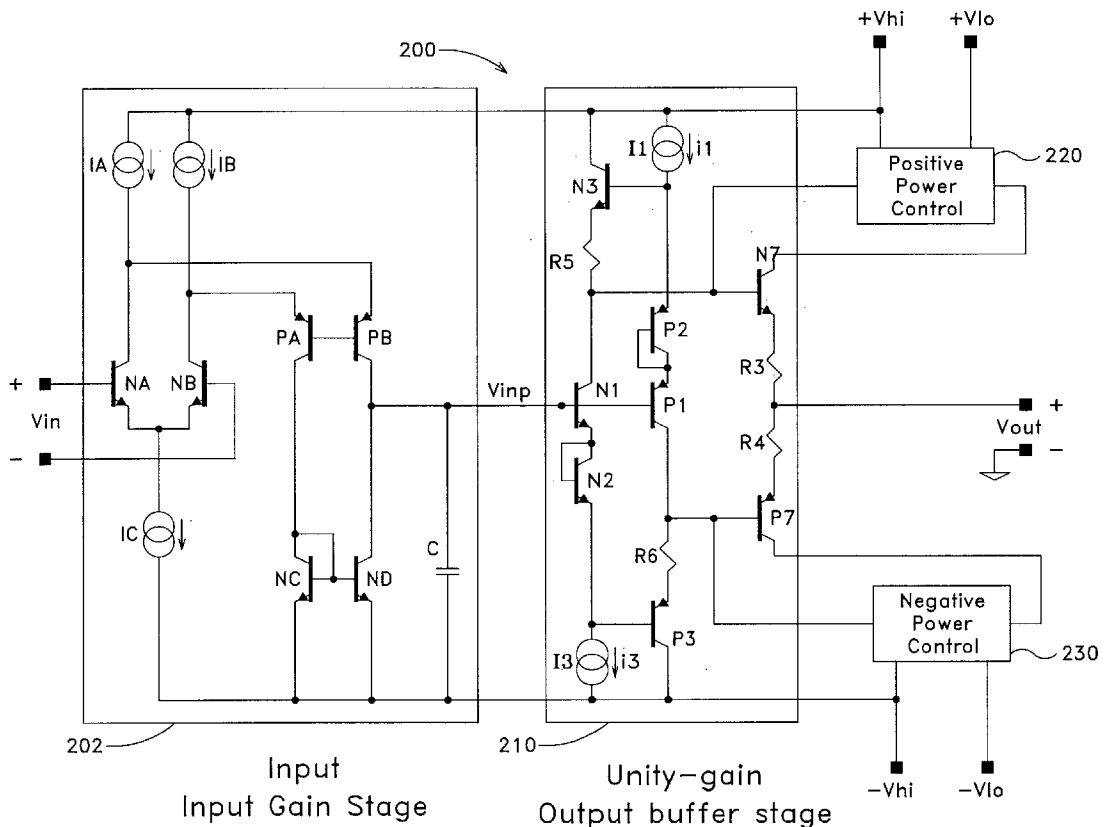 +Vhi
+Vlo
200
IA
IB
I1
i1
N3
Positive
Power
Control
220
R5
N7
PA
PB
P2
R3
+
NA
NB
Vinp
N1
P1
Vin
+
Vout
−
−
R4
N2
IC
P7
C
R6
NC
ND
P3
I3
i3
Negative
Power
Control
230
202
210
Input
Input Gain Stage
Unity-gain
Output buffer stage
−Vhi
−Vlo